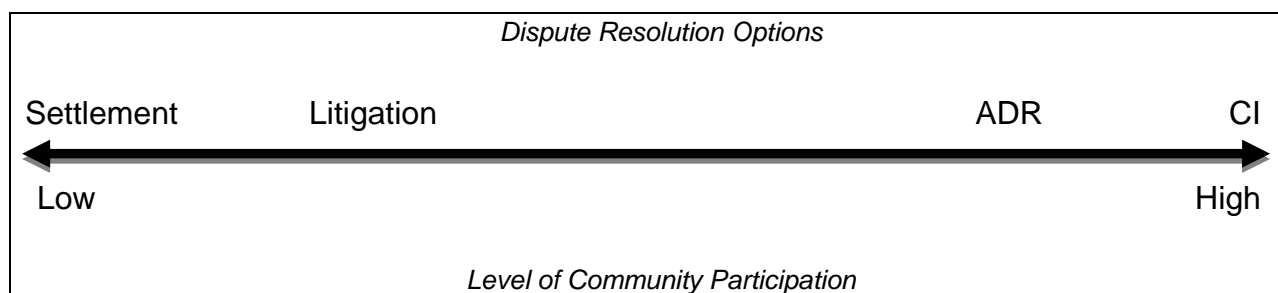 Dispute Resolution Options
Settlement Litigation ADR CI
Low High
Level of Community Participation